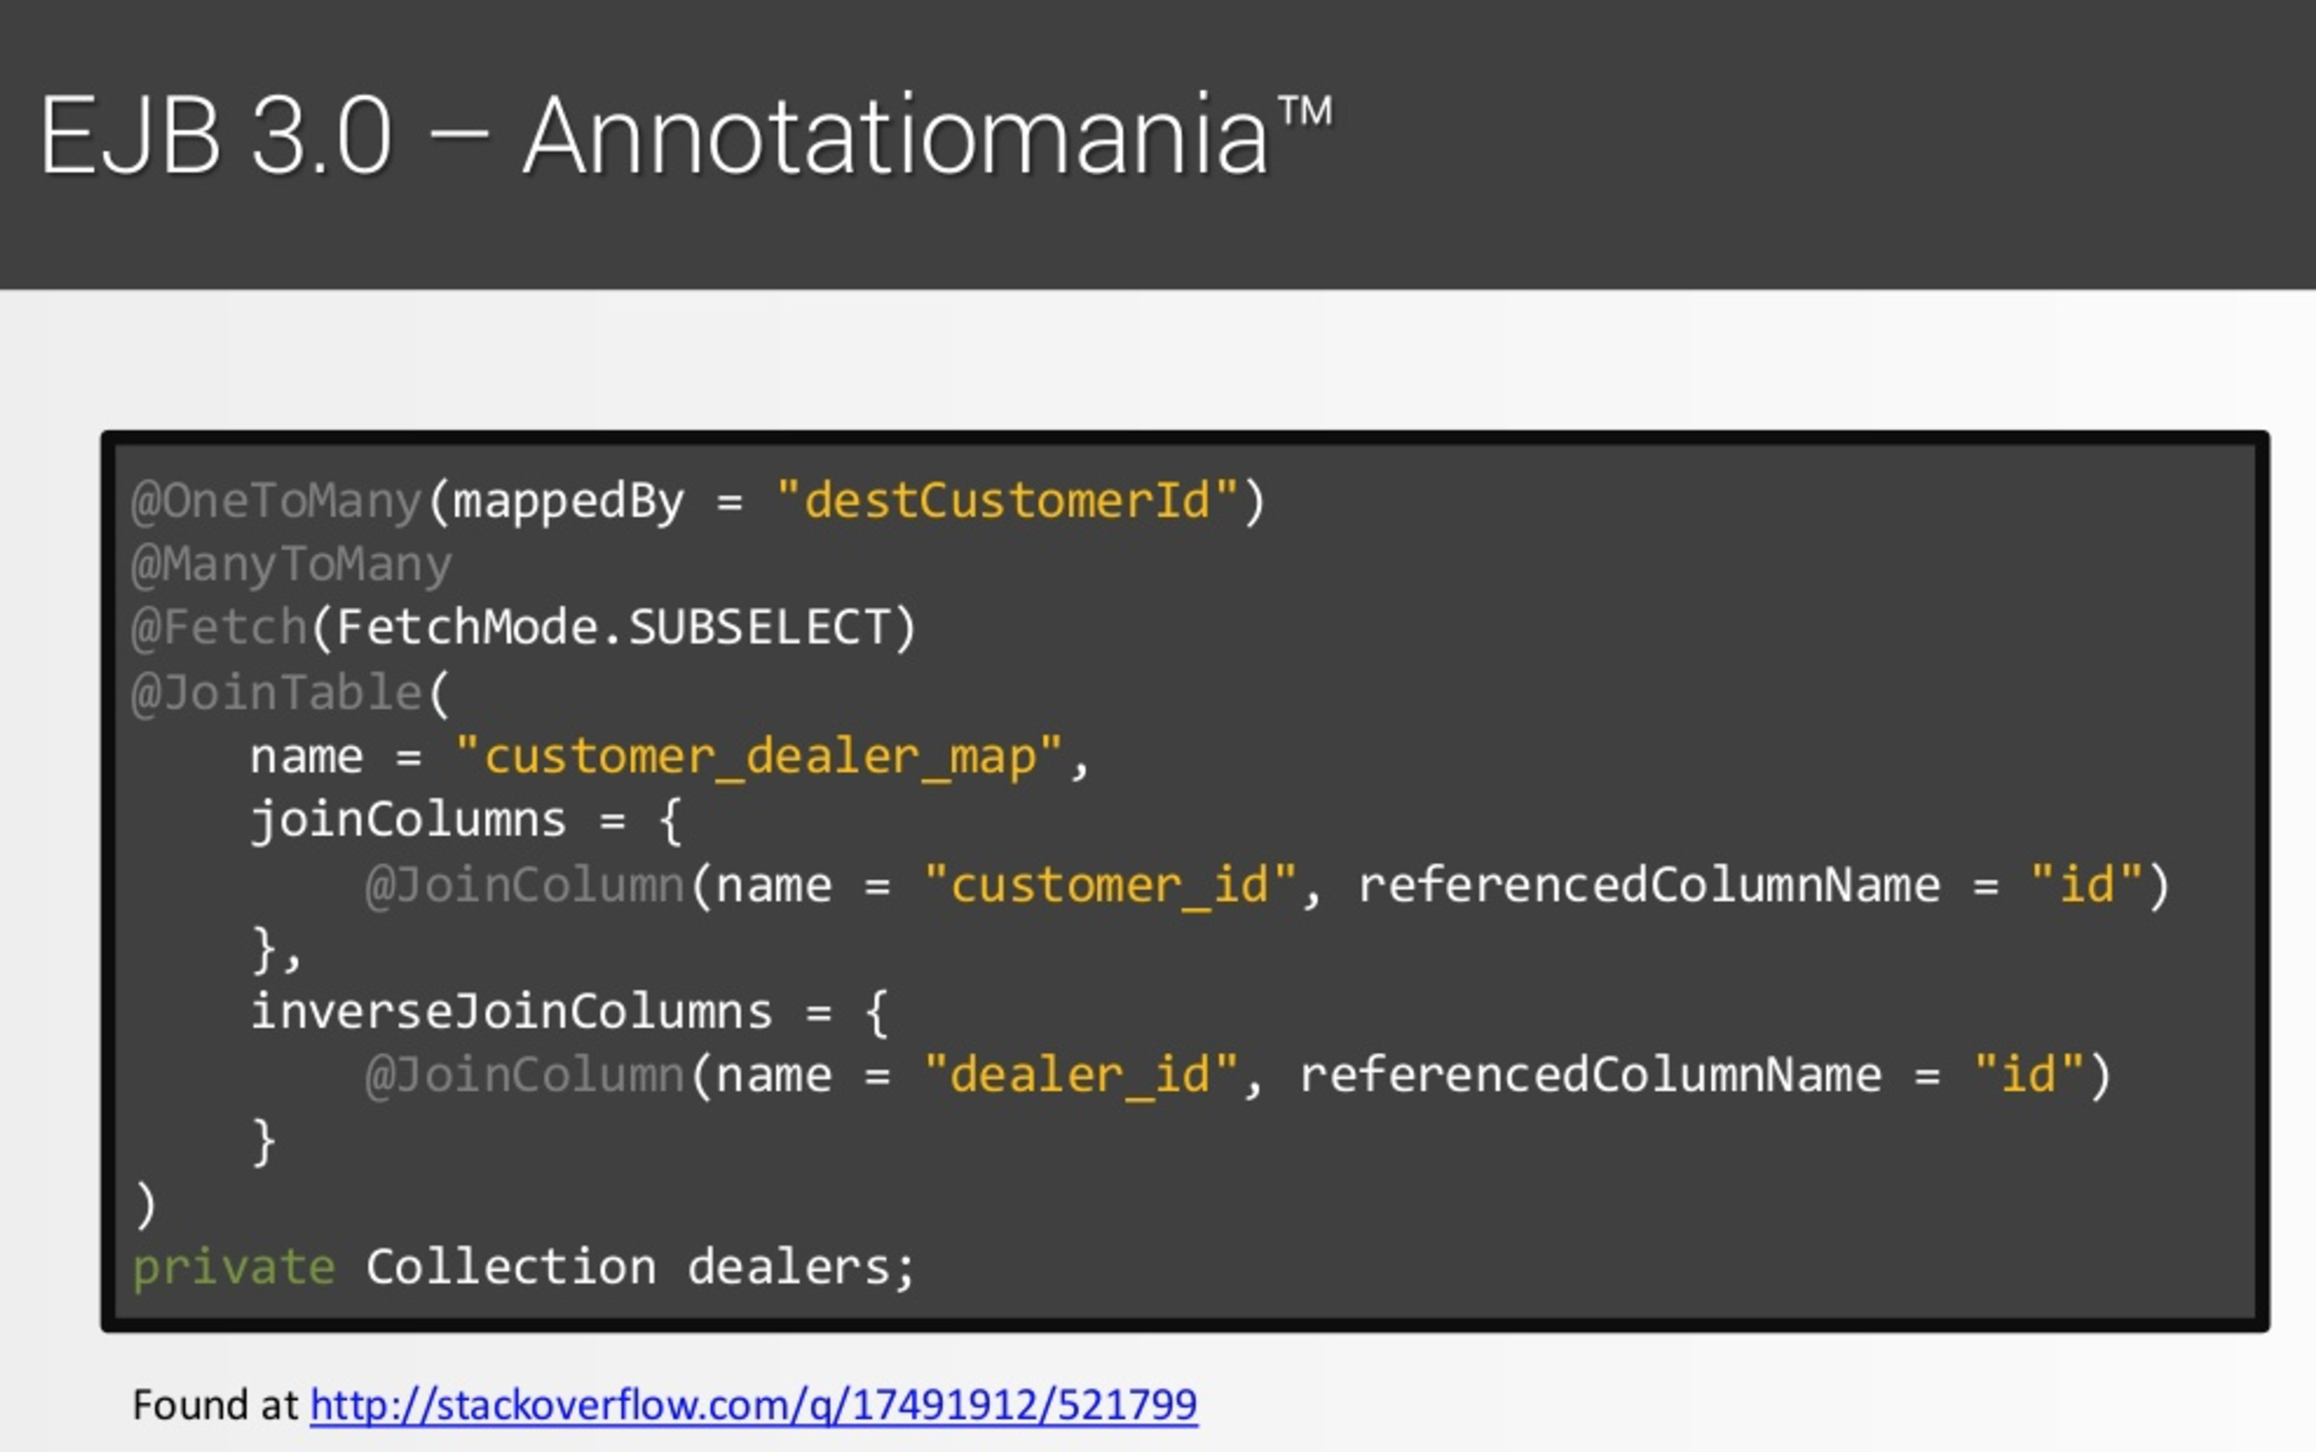 EJB 3.0 – Annotatiomania™
@OneToMany(mappedBy = "destCustomerId")
@ManyToMany
@Fetch(FetchMode.SUBSELECT)
@JoinTable(
    name = "customer_dealer_map",
    joinColumns = {
        @JoinColumn(name = "customer_id", referencedColumnName = "id")
    },
    inverseJoinColumns = {
        @JoinColumn(name = "dealer_id", referencedColumnName = "id")
    }
)
private Collection dealers;
Found at http://stackoverflow.com/q/17491912/521799